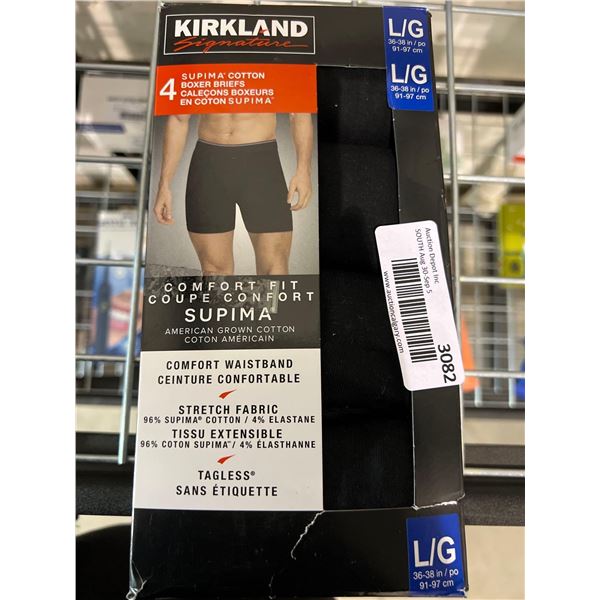 KIRKLAND
Signature
4 SUPIMA® COTTON
BOXER BRIEFS
CALEÇONS BOXEURS
EN COTON SUPIMA®
L/G
36-38 in / po
91-97 cm
L/G
36-38 in / po
91-97 cm
COMFORT FIT
COUPE CONFORT
SUPIMA®
AMERICAN GROWN COTTON
COTON AMÉRICAIN
COMFORT WAISTBAND
CEINTURE CONFORTABLE
STRETCH FABRIC
96% SUPIMA® COTTON / 4% ELASTANE
TISSU EXTENSIBLE
96% COTON SUPIMA® / 4% ÉLASTHANNE
TAGLESS®
SANS ÉTIQUETTE
Auction Depot Inc.
SOUTH Aug 30-Sep 5
www.auctioncalgary.com
3082
L/G
36-38 in / po
91-97 cm